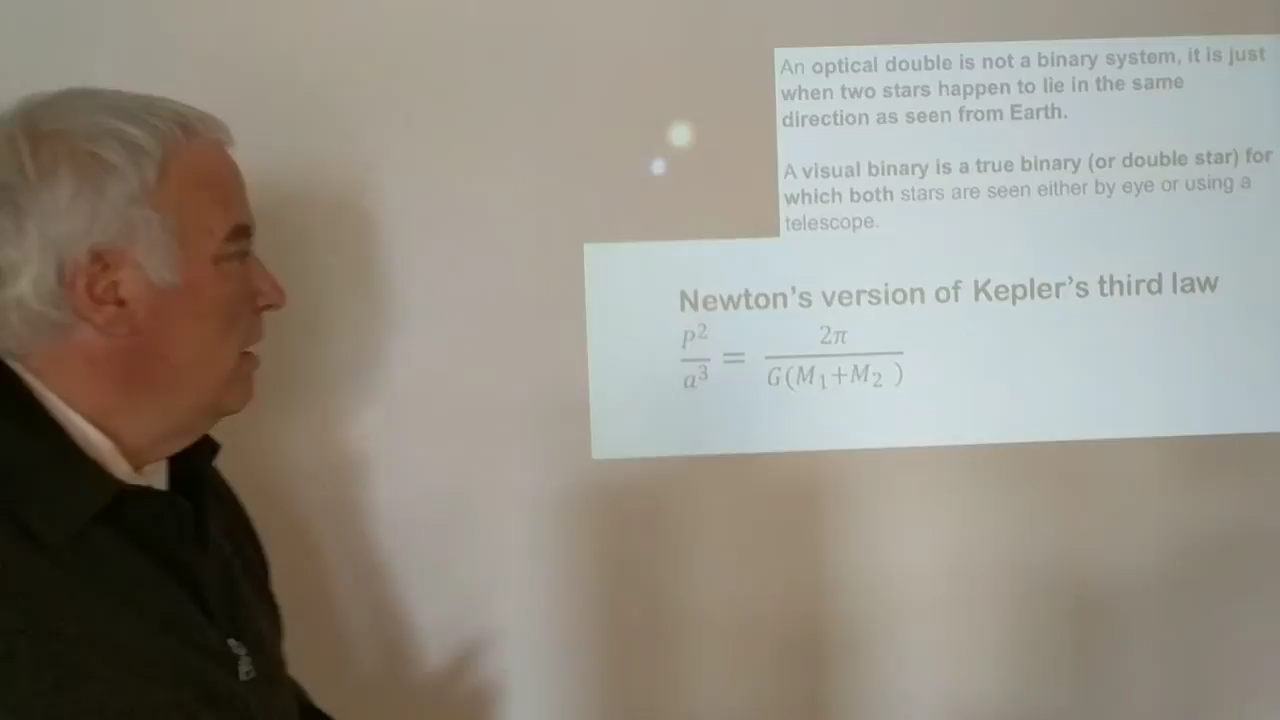 An optical double is not a binary system, it is just
when two stars happen to lie in the same
direction as seen from Earth.
A visual binary is a true binary (or double star) for
which both stars are seen either by eye or using a
telescope.
Newton's version of Kepler's third law
P²/a³ = 2π/G(M₁+M₂ )